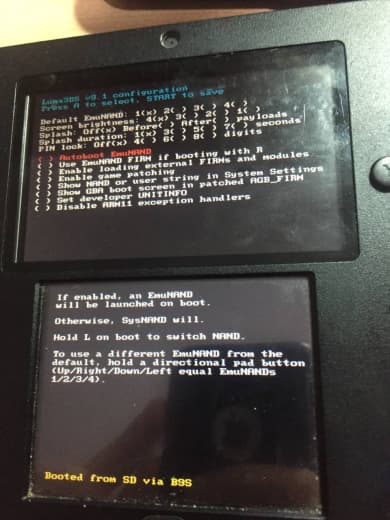 Luma3DS v9.1 configuration
Press A to select, START to save
Default EmuNAND: 1(x) 2( ) 3( ) 4( )
Screen brightness: 4(x) 3( ) 2( ) 1( )
Splash: Off(x) Before( ) After( ) payloads
Splash duration: 1( ) 3(x) 5( ) 7( ) seconds
PIN lock: Off(x) 4( ) 6( ) 8( ) digits
( ) Autoboot EmuNAND
( ) Use EmuNAND FIRM if booting with R
( ) Enable loading external FIRMs and modules
( ) Enable game patching
( ) Show NAND or user string in System Settings
( ) Show GBA boot screen in patched AGB_FIRM
( ) Set developer UNITINFO
( ) Disable ARM11 exception handlers
If enabled, an EmuNAND
will be launched on boot.
Otherwise, SysNAND will.
Hold L on boot to switch NAND.
To use a different EmuNAND from the
default, hold a directional pad button
(Up/Right/Down/Left equal EmuNANDs
1/2/3/4).
Booted from SD via B9S